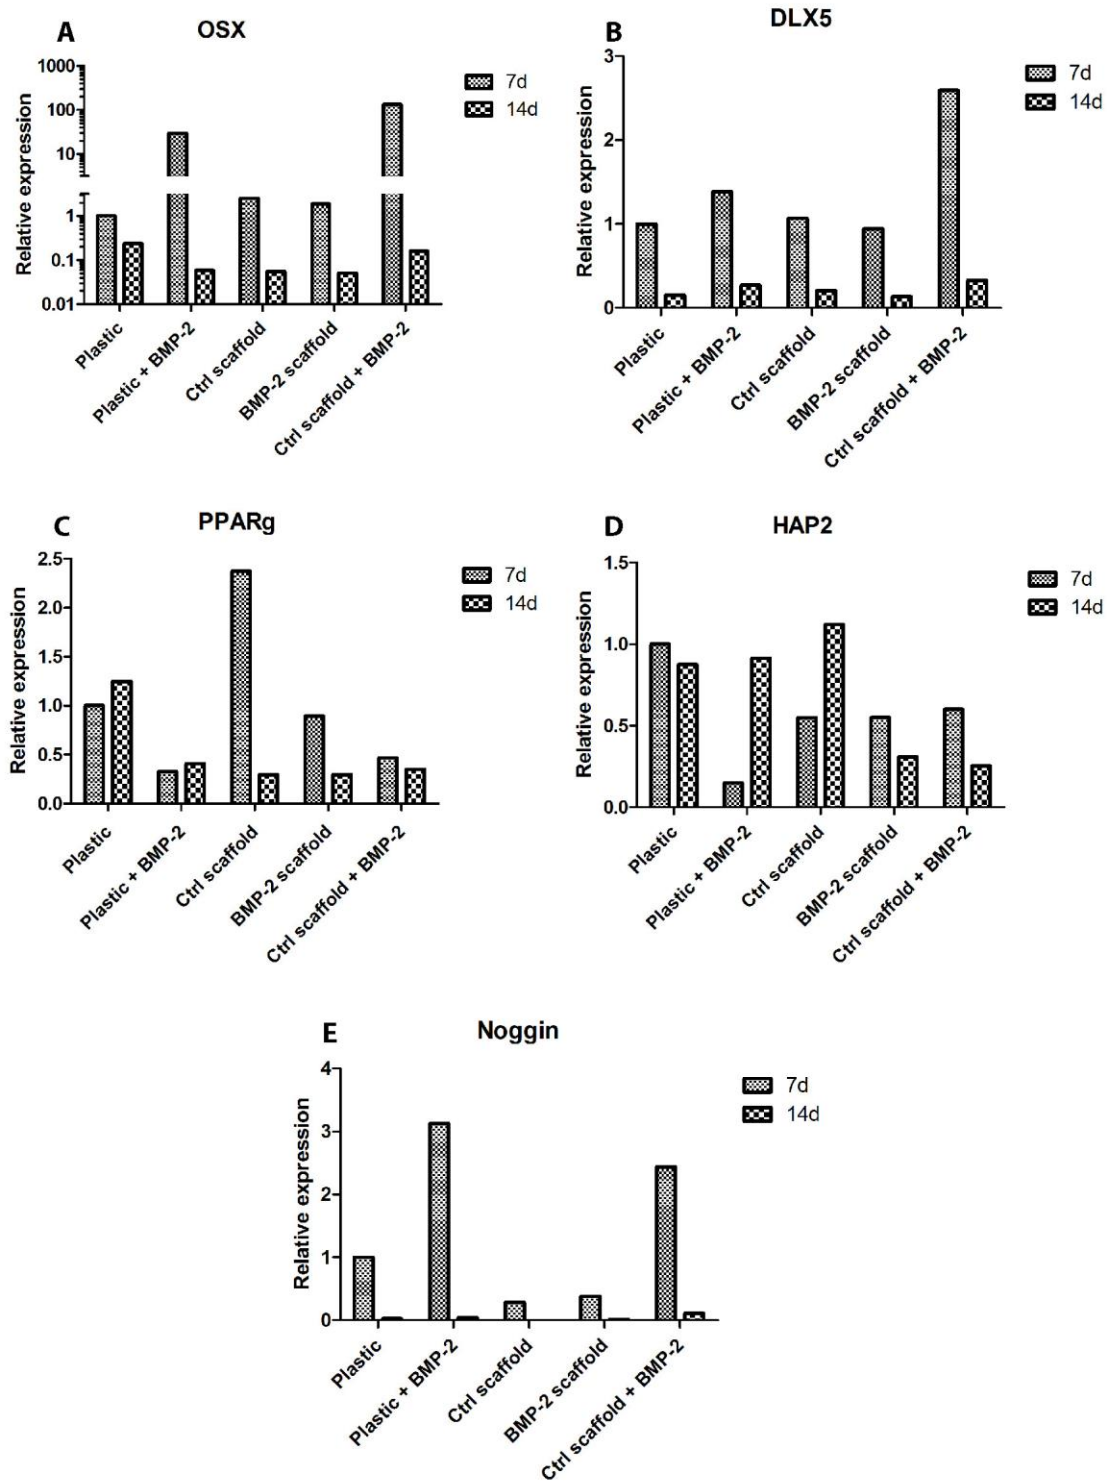 A
OSX
Relative expression
1000
100
10
1
0.1
0.01
7d
14d
Plastic
Plastic + BMP-2
Ctrl scaffold
BMP-2 scaffold
Ctrl scaffold + BMP-2
B
DLX5
Relative expression
3
2
1
0
7d
14d
Plastic
Plastic + BMP-2
Ctrl scaffold
BMP-2 scaffold
Ctrl scaffold + BMP-2
C
PPARg
Relative expression
2.5
2.0
1.5
1.0
0.5
0.0
7d
14d
Plastic
Plastic + BMP-2
Ctrl scaffold
BMP-2 scaffold
Ctrl scaffold + BMP-2
D
HAP2
Relative expression
1.5
1.0
0.5
0.0
7d
14d
Plastic
Plastic + BMP-2
Ctrl scaffold
BMP-2 scaffold
Ctrl scaffold + BMP-2
E
Noggin
Relative expression
4
3
2
1
0
7d
14d
Plastic
Plastic + BMP-2
Ctrl scaffold
BMP-2 scaffold
Ctrl scaffold + BMP-2